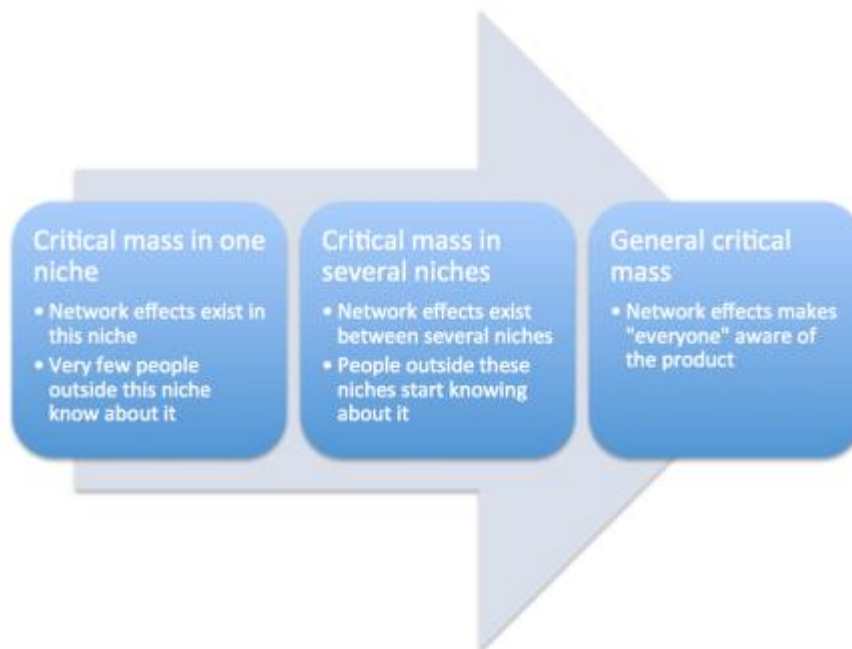 Critical mass in one
niche
• Network effects exist in
this niche
• Very few people
outside this niche
know about it
Critical mass in
several niches
• Network effects exist
between several niches
• People outside these
niches start knowing
about it
General critical
mass
• Network effects makes
"everyone" aware of
the product